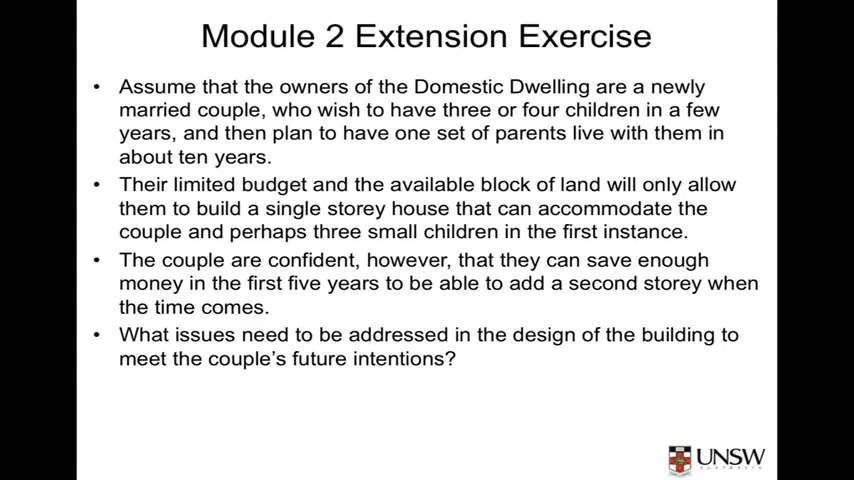 Module 2 Extension Exercise
• Assume that the owners of the Domestic Dwelling are a newly
married couple, who wish to have three or four children in a few
years, and then plan to have one set of parents live with them in
about ten years.
• Their limited budget and the available block of land will only allow
them to build a single storey house that can accommodate the
couple and perhaps three small children in the first instance.
• The couple are confident, however, that they can save enough
money in the first five years to be able to add a second storey when
the time comes.
• What issues need to be addressed in the design of the building to
meet the couple's future intentions?
UNSW
AUSTRALIA